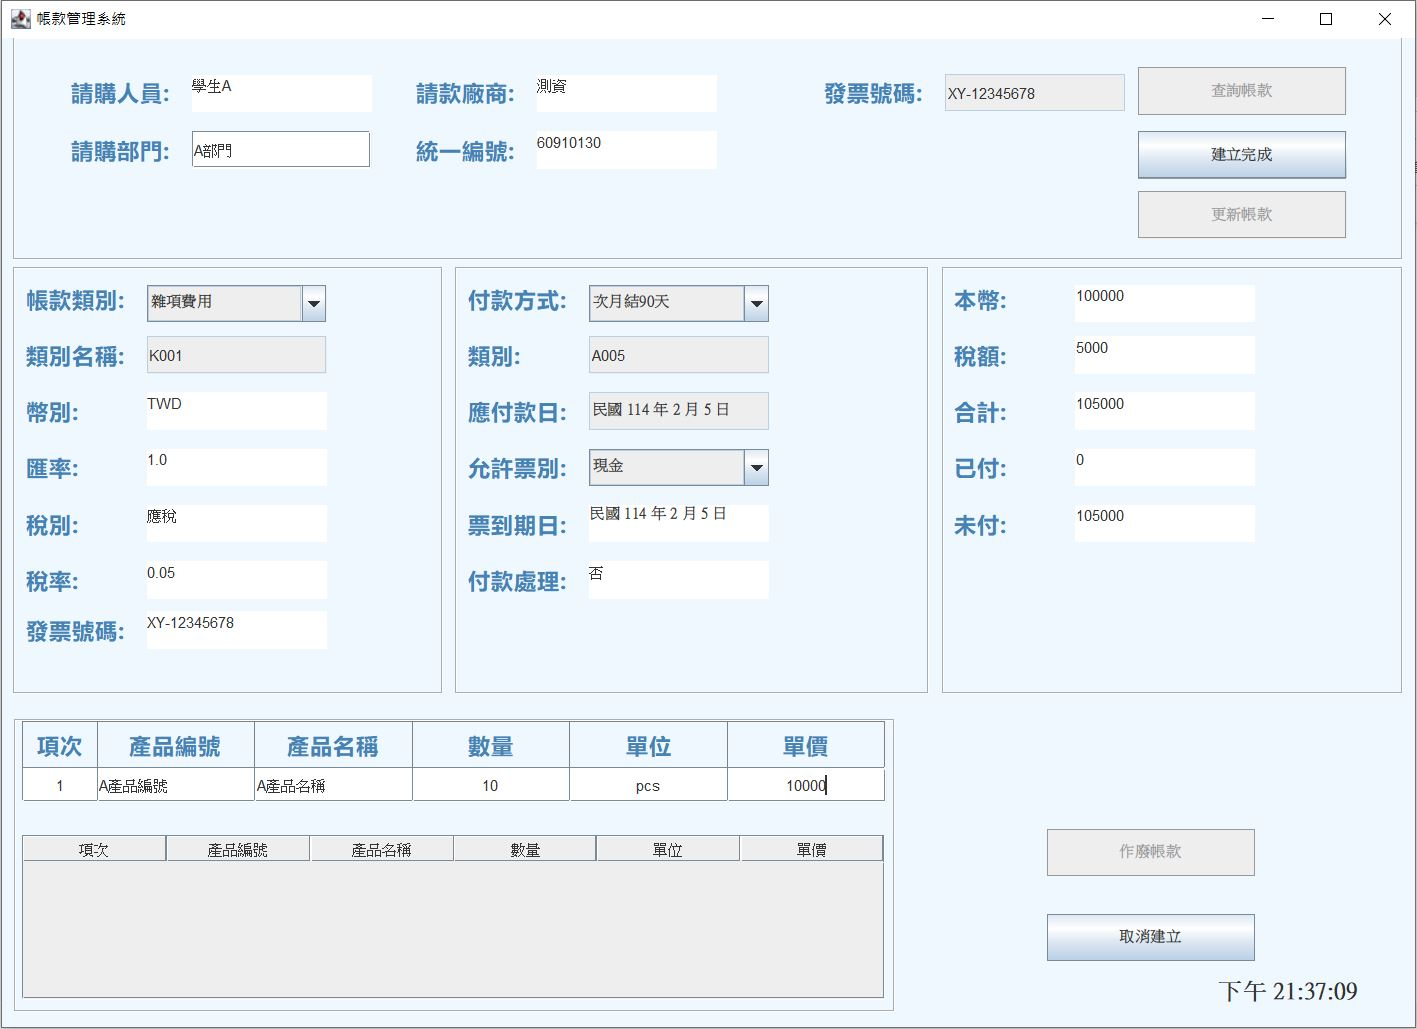 帳款管理系統
請購人員: 學生A 請款廠商: 測資 發票號碼: XY-12345678 查詢帳款
請購部門: A部門 統一編號: 60910130 建立完成
更新帳款
帳款類別: 雜項費用 付款方式: 次月結90天 本幣: 100000
類別名稱: K001 類別: A005 稅額: 5000
幣別: TWD 應付款日: 民國 114 年 2 月 5 日 合計: 105000
匯率: 1.0 允許票別: 現金 已付: 0
稅別: 應稅 票到期日: 民國 114 年 2 月 5 日 未付: 105000
稅率: 0.05 付款處理: 否
發票號碼: XY-12345678
項次 產品編號 產品名稱 數量 單位 單價
1 A產品編號 A產品名稱 10 pcs 10000
項次 產品編號 產品名稱 數量 單位 單價
作廢帳款
取消建立
下午 21:37:09